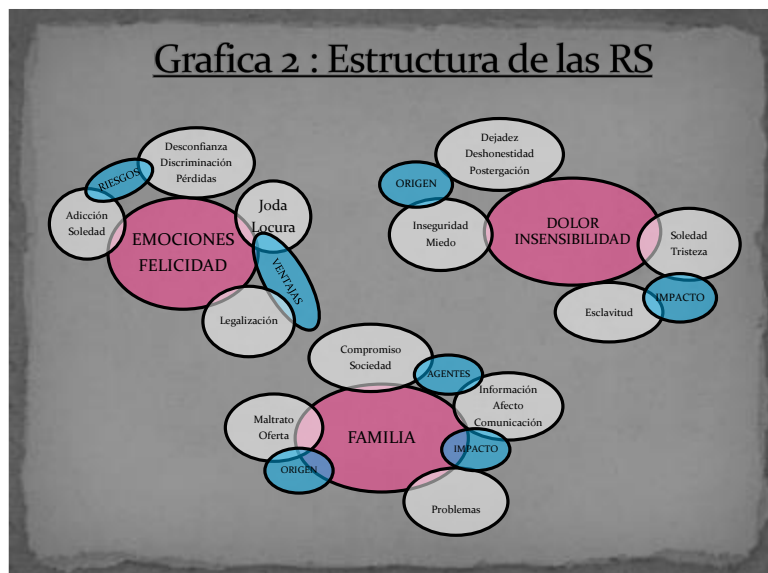 Grafica 2 : Estructura de las RS
Desconfianza
Discriminación
Pérdidas
RIESGOS
Adicción
Soledad
EMOCIONES
FELICIDAD
Joda
Locura
VENTAJAS
Legalización
Dejadez
Deshonestidad
Postergación
ORIGEN
Inseguridad
Miedo
DOLOR
INSENSIBILIDAD
Soledad
Tristeza
IMPACTO
Esclavitud
Compromiso
Sociedad
AGENTES
Información
Afecto
Comunicación
Maltrato
Oferta
FAMILIA
IMPACTO
ORIGEN
Problemas